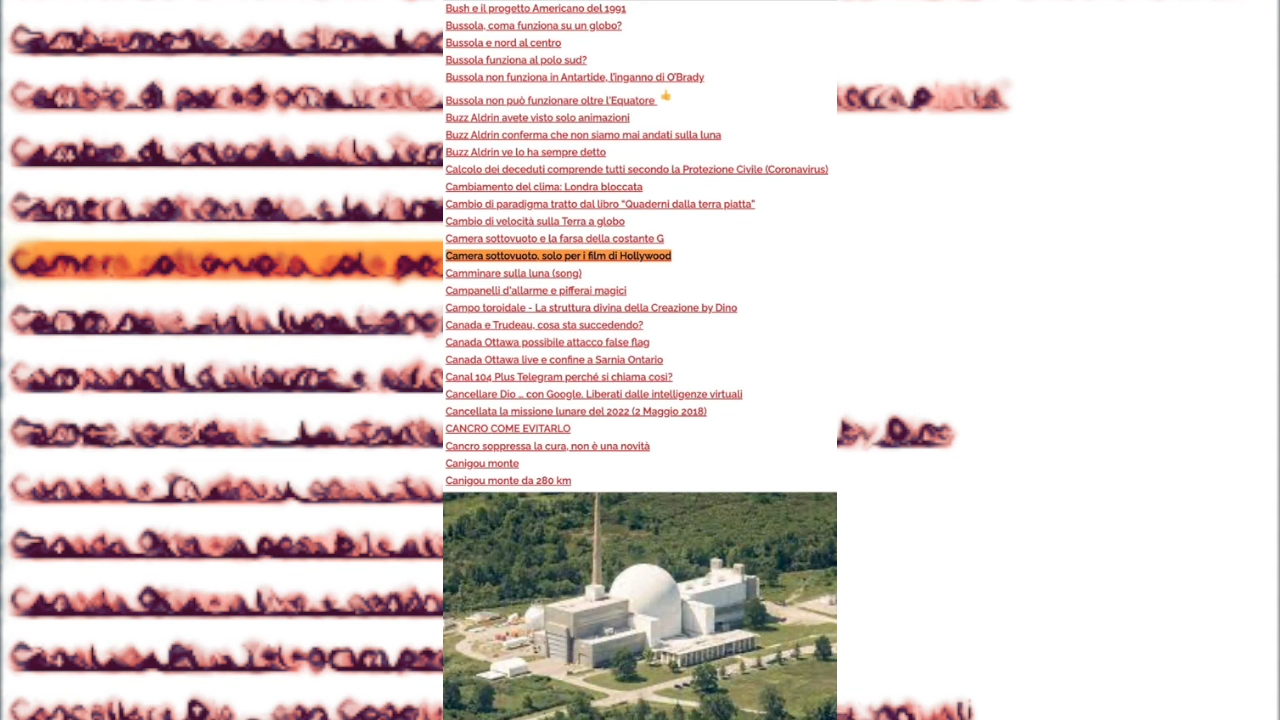 Bush e il progetto Americano del 1991
Bussola, coma funziona su un globo?
Bussola e nord al centro
Bussola funziona al polo sud?
Bussola non funziona in Antartide, l'inganno di O'Brady
Bussola non può funzionare oltre l'Equatore 👍
Buzz Aldrin avete visto solo animazioni
Buzz Aldrin conferma che non siamo mai andati sulla luna
Buzz Aldrin ve lo ha sempre detto
Calcolo dei deceduti comprende tutti secondo la Protezione Civile (Coronavirus)
Cambiamento del clima: Londra bloccata
Cambio di paradigma tratto dal libro “Quaderni dalla terra piatta”
Cambio di velocità sulla Terra a globo
Camera sottovuoto e la farsa della costante G
Camera sottovuoto, solo per i film di Hollywood
Camminare sulla luna (song)
Campanelli d'allarme e pifferai magici
Campo toroidale - La struttura divina della Creazione by Dino
Canada e Trudeau, cosa sta succedendo?
Canada Ottawa possibile attacco false flag
Canada Ottawa live e confine a Sarnia Ontario
Canal 104 Plus Telegram perché si chiama così?
Cancellare Dio … con Google. Liberati dalle intelligenze virtuali
Cancellata la missione lunare del 2022 (2 Maggio 2018)
CANCRO COME EVITARLO
Cancro soppressa la cura, non è una novità
Canigou monte
Canigou monte da 280 km